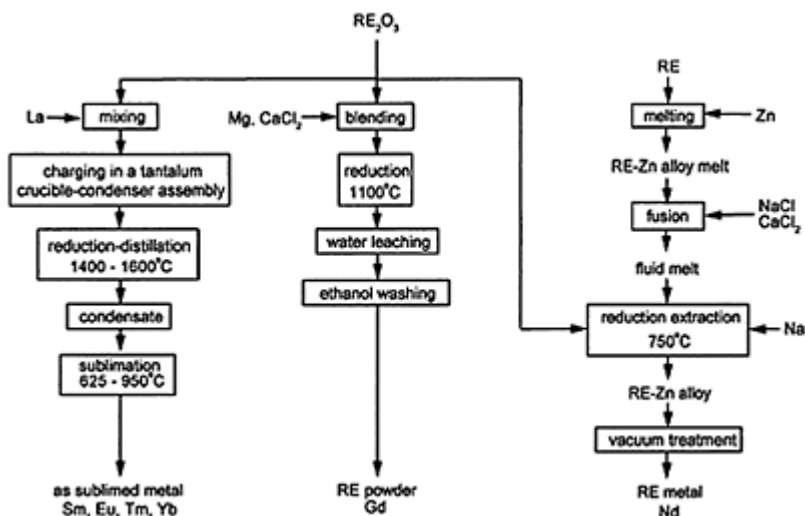 RE₂O₃
La
mixing
charging in a tantalum
crucible-condenser assembly
reduction-distillation
1400 - 1600°C
condensate
sublimation
625 - 950°C
as sublimed metal
Sm, Eu, Tm, Yb
Mg, CaCl₂
blending
reduction
1100°C
water leaching
ethanol washing
RE powder
Gd
RE
melting
Zn
RE-Zn alloy melt
fusion
NaCl
CaCl₂
fluid melt
reduction extraction
750°C
Na
RE-Zn alloy
vacuum treatment
RE metal
Nd